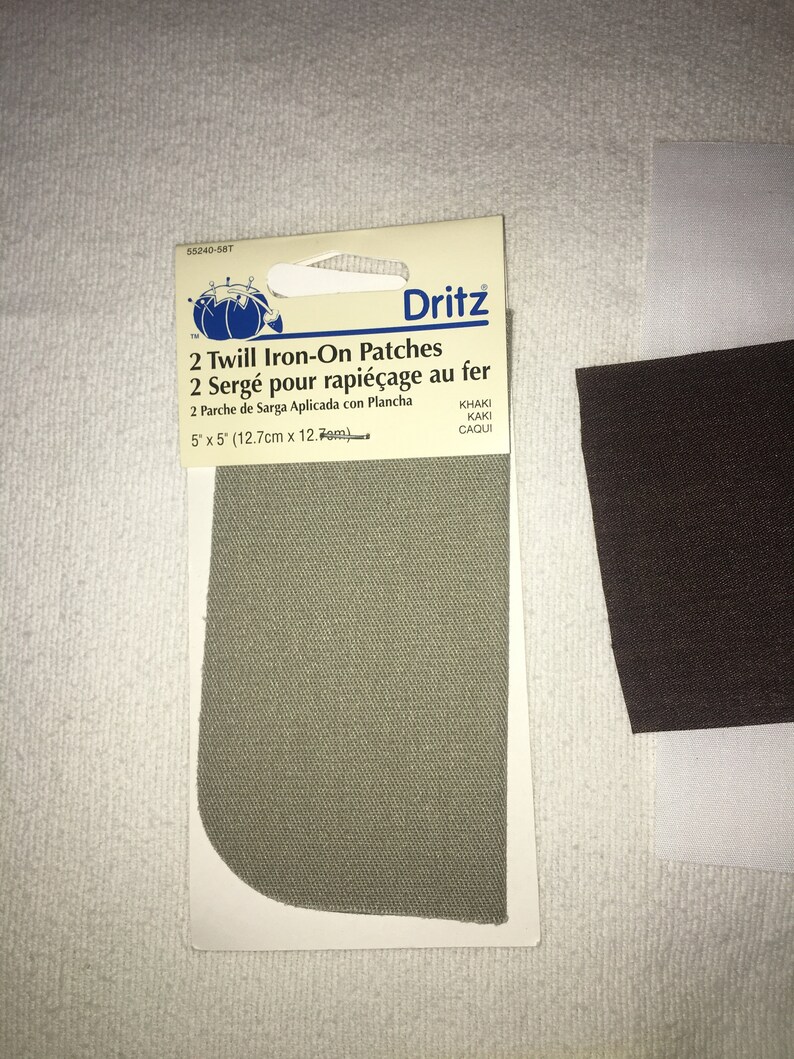 55240-58T
Dritz®
TM
2 Twill Iron-On Patches
2 Sergé pour rapiéçage au fer
2 Parche de Sarga Aplicada con Plancha
5" x 5" (12.7cm x 12.7cm)
KHAKI
KAKI
CAQUI